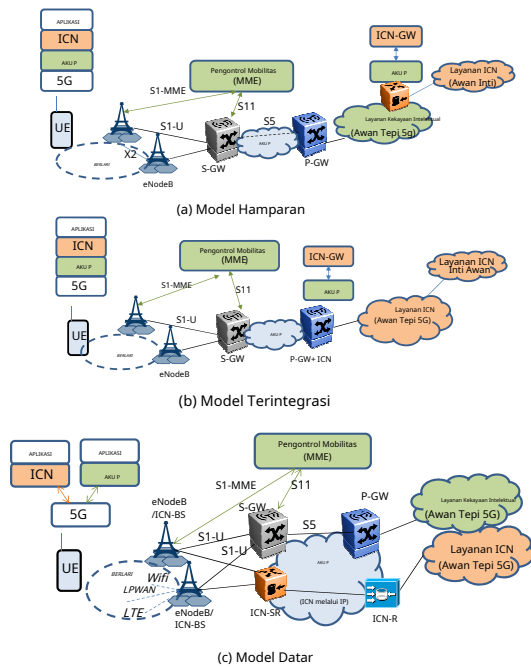 APLIKASI
ICN
AKU P
5G
UE
S1-MME
Pengontrol Mobilitas
(MME)
S11
S1-U
X2
BERLARI
eNodeB
S-GW
S5
AKU P
P-GW
ICN-GW
AKU P
Layanan Kekayaan Intelektual
(Awan Tepi 5g)
Layanan ICN
(Awan Inti)
(a) Model Hamparan
APLIKASI
ICN
AKU P
5G
UE
S1-MME
Pengontrol Mobilitas
(MME)
S11
S1-U
BERLARI
eNodeB
S-GW
AKU P
P-GW+ICN
ICN-GW
AKU P
Layanan ICN
(Awan Tepi 5G)
Layanan ICN
Inti Awan
(b) Model Terintegrasi
APLIKASI
APLIKASI
ICN
AKU P
5G
UE
eNodeB
/ICN-BS
S1-MME
Pengontrol Mobilitas
(MME)
S11
S-GW
S1-U
S1-U
S5
P-GW
BERLARI
Wifi
LPWAN
LTE
eNodeB/
ICN-BS
ICN-SR
AKU P
(ICN melalui IP)
ICN-R
Layanan Kekayaan Intelektual
(Awan Tepi 5G)
Layanan ICN
(Awan Tepi 5G)
(c) Model Datar